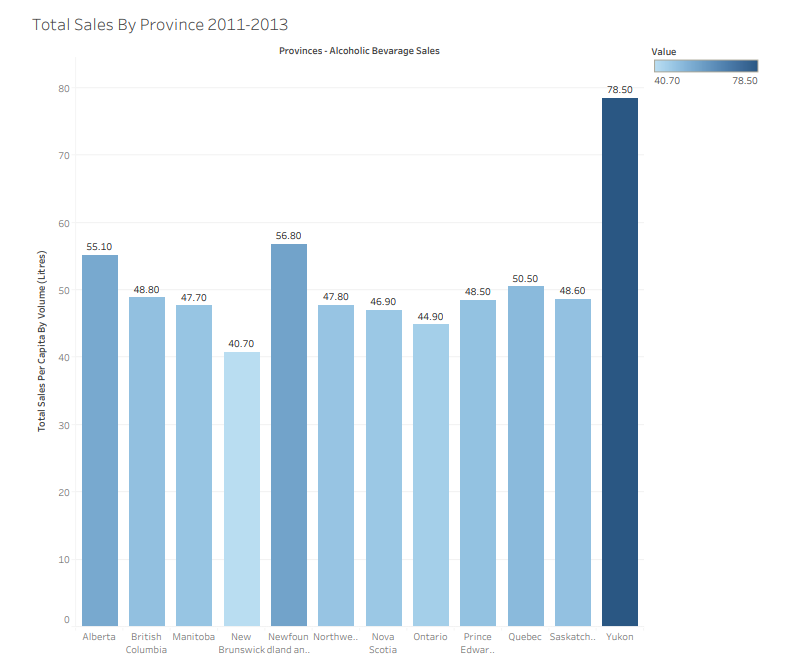 Total Sales By Province 2011-2013
Provinces - Alcoholic Bevarage Sales
Value
40.70 78.50
Total Sales Per Capita By Volume (Litres)
80
70
60
50
40
30
20
10
0
55.10
48.80
47.70
40.70
56.80
47.80
46.90
44.90
48.50
50.50
48.60
78.50
Alberta
British
Columbia
Manitoba
New
Brunswick
Newfoun
dland an..
Northwe..
Nova
Scotia
Ontario
Prince
Edwar..
Quebec
Saskatch..
Yukon